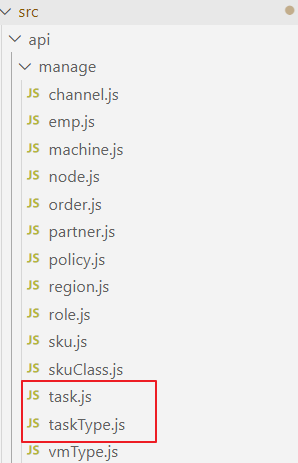 src
api
manage
JS channel.js
JS emp.js
JS machine.js
JS node.js
JS order.js
JS partner.js
JS policy.js
JS region.js
JS role.js
JS sku.js
JS skuClass.js
JS task.js
JS taskType.js
JS vmType.js